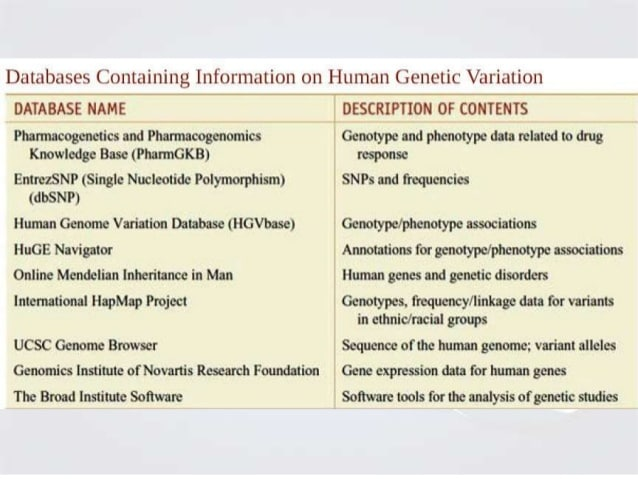 Databases Containing Information on Human Genetic Variation
DATABASE NAME DESCRIPTION OF CONTENTS
Pharmacogenetics and Pharmacogenomics Genotype and phenotype data related to drug
Knowledge Base (PharmGKB) response
EntrezSNP (Single Nucleotide Polymorphism) SNPs and frequencies
(dbSNP)
Human Genome Variation Database (HGVbase) Genotype/phenotype associations
HuGE Navigator Annotations for genotype/phenotype associations
Online Mendelian Inheritance in Man Human genes and genetic disorders
International HapMap Project Genotypes, frequency/linkage data for variants
in ethnic/racial groups
UCSC Genome Browser Sequence of the human genome; variant alleles
Genomics Institute of Novartis Research Foundation Gene expression data for human genes
The Broad Institute Software Software tools for the analysis of genetic studies